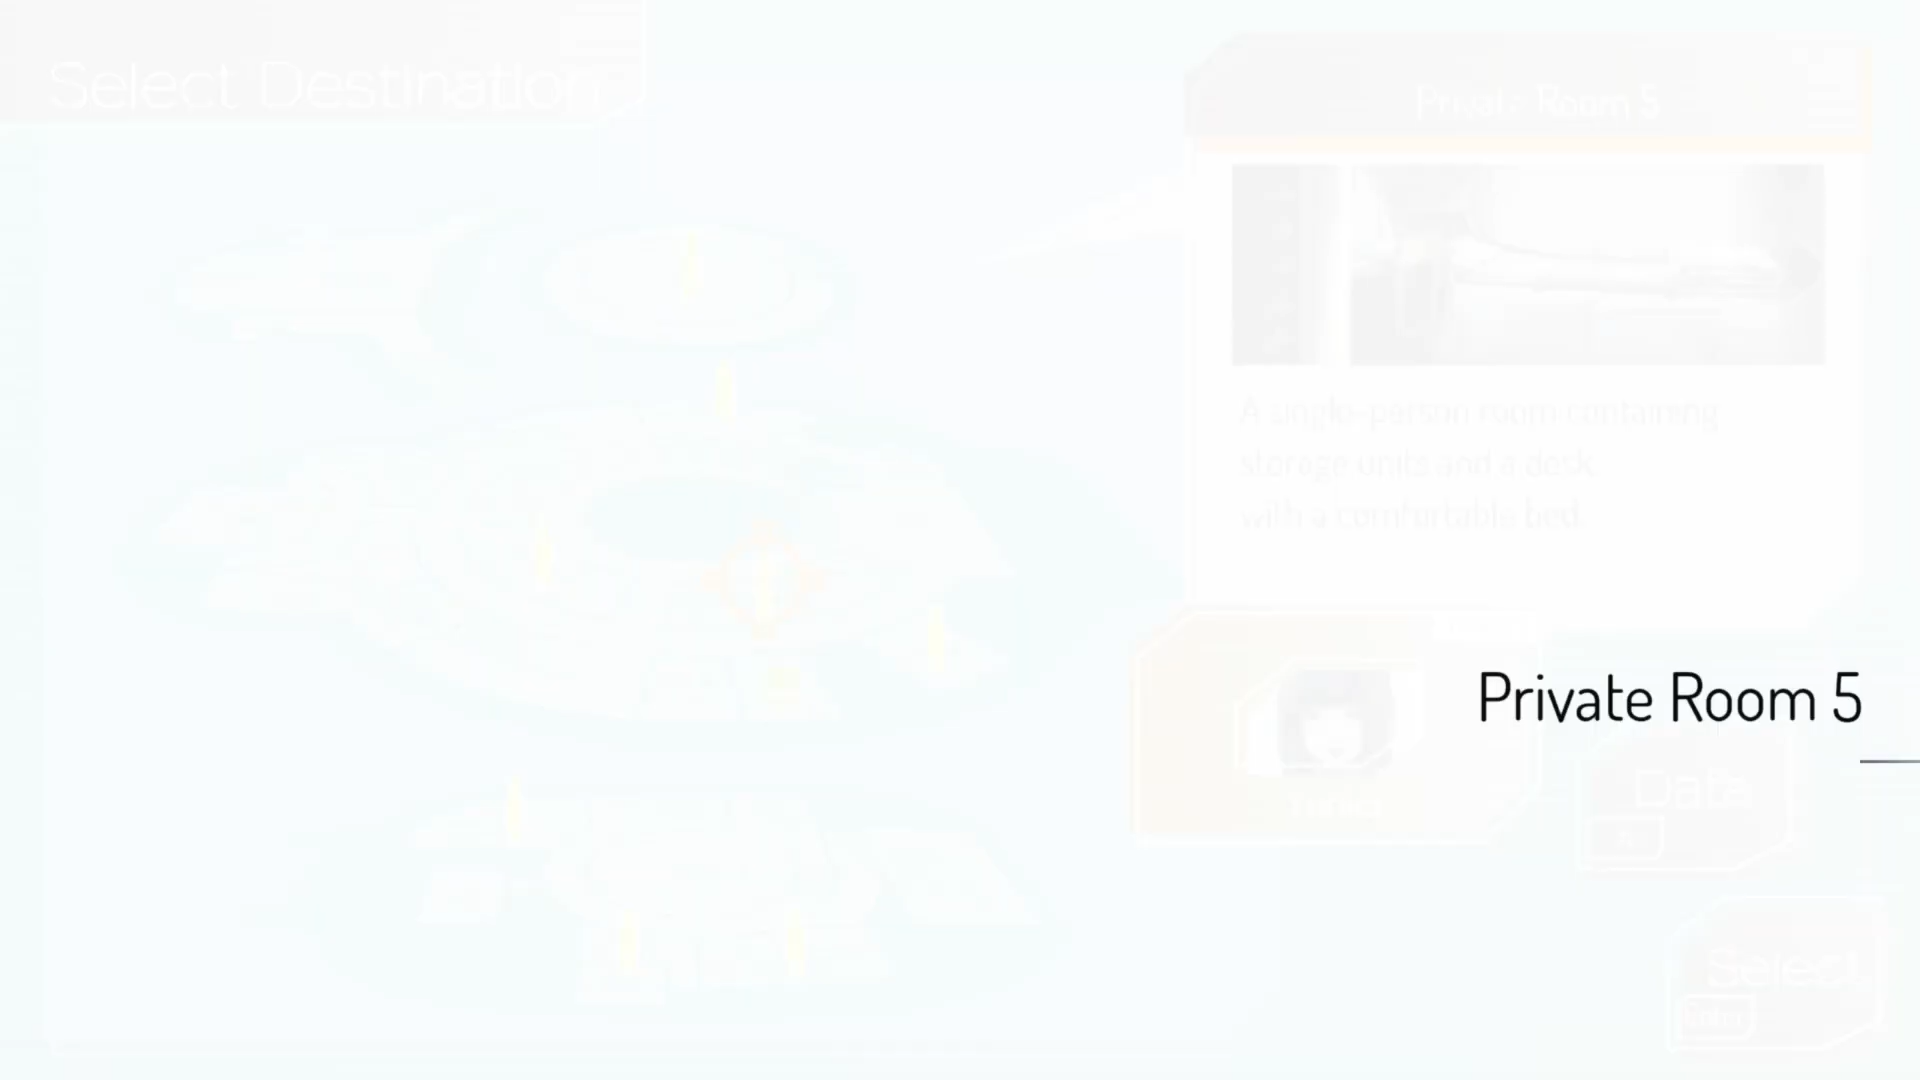 Select Destination
Private Room 5
A single-person room containing
storage units and a desk
with a comfortable bed.
Private Room 5
Data
Select